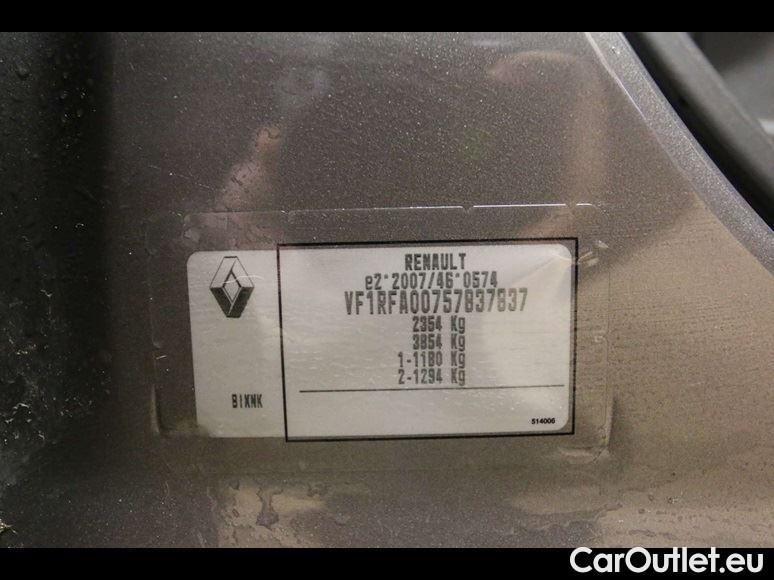 RENAULT
e2*2007/46*0574
VF1RFA00757837837
2354 Kg
3854 Kg
1-1180 Kg
2-1294 Kg
BIKNK
514006
CarOutlet.eu